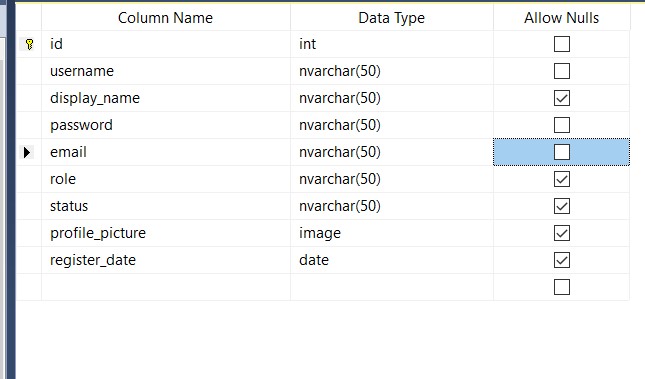 Column Name Data Type Allow Nulls
id int
username nvarchar(50)
display_name nvarchar(50)
password nvarchar(50)
email nvarchar(50)
role nvarchar(50)
status nvarchar(50)
profile_picture image
register_date date